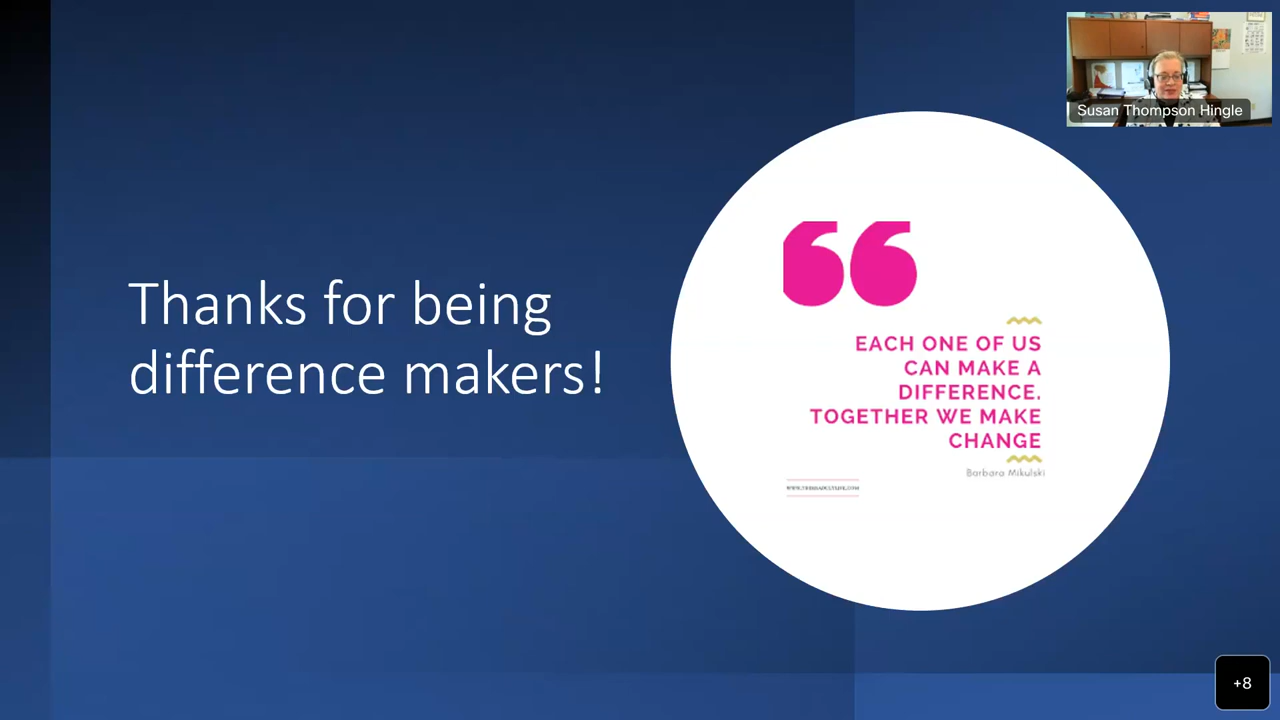 Susan Thompson Hingle
Thanks for being
difference makers!
EACH ONE OF US
CAN MAKE A
DIFFERENCE.
TOGETHER WE MAKE
CHANGE
Barbara Mikulski
+8